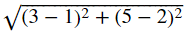 √(3 − 1)² + (5 − 2)²